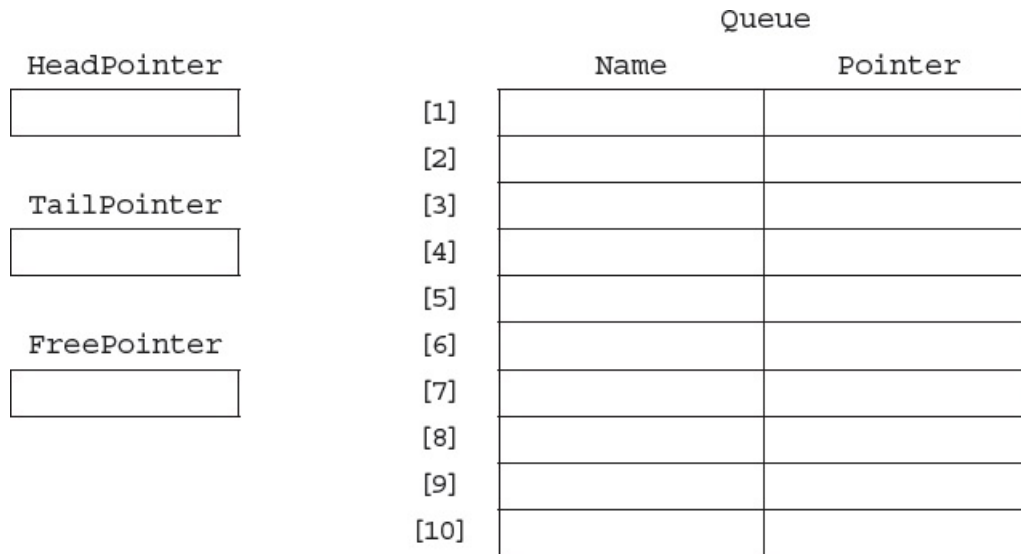 Queue
HeadPointer Name Pointer
[1]
[2]
TailPointer [3]
[4]
[5]
FreePointer [6]
[7]
[8]
[9]
[10]